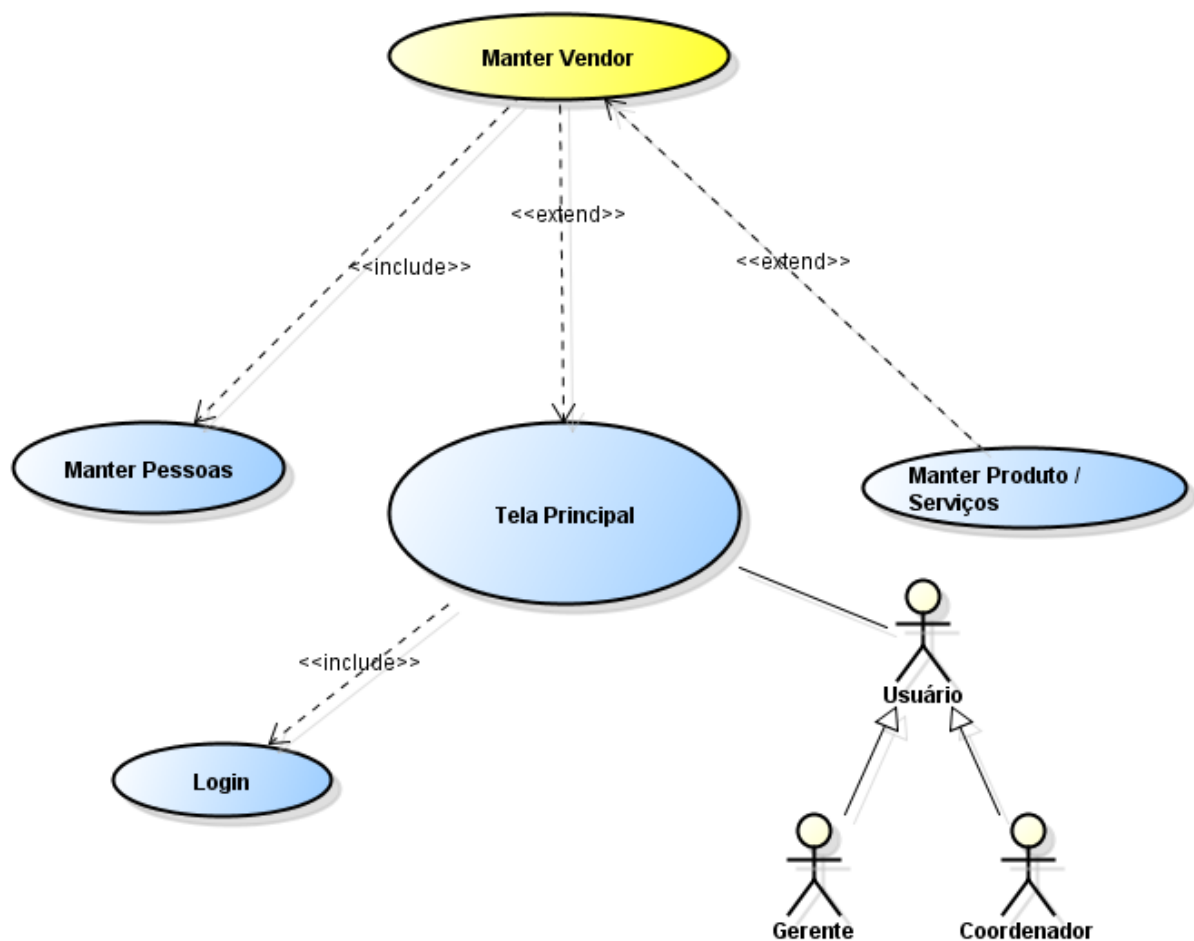 Manter Vendor
<<extend>>
<<include>>
<<extend>>
Manter Pessoas
Tela Principal
Manter Produto /
Serviços
<<include>>
Usuário
Login
Gerente
Coordenador